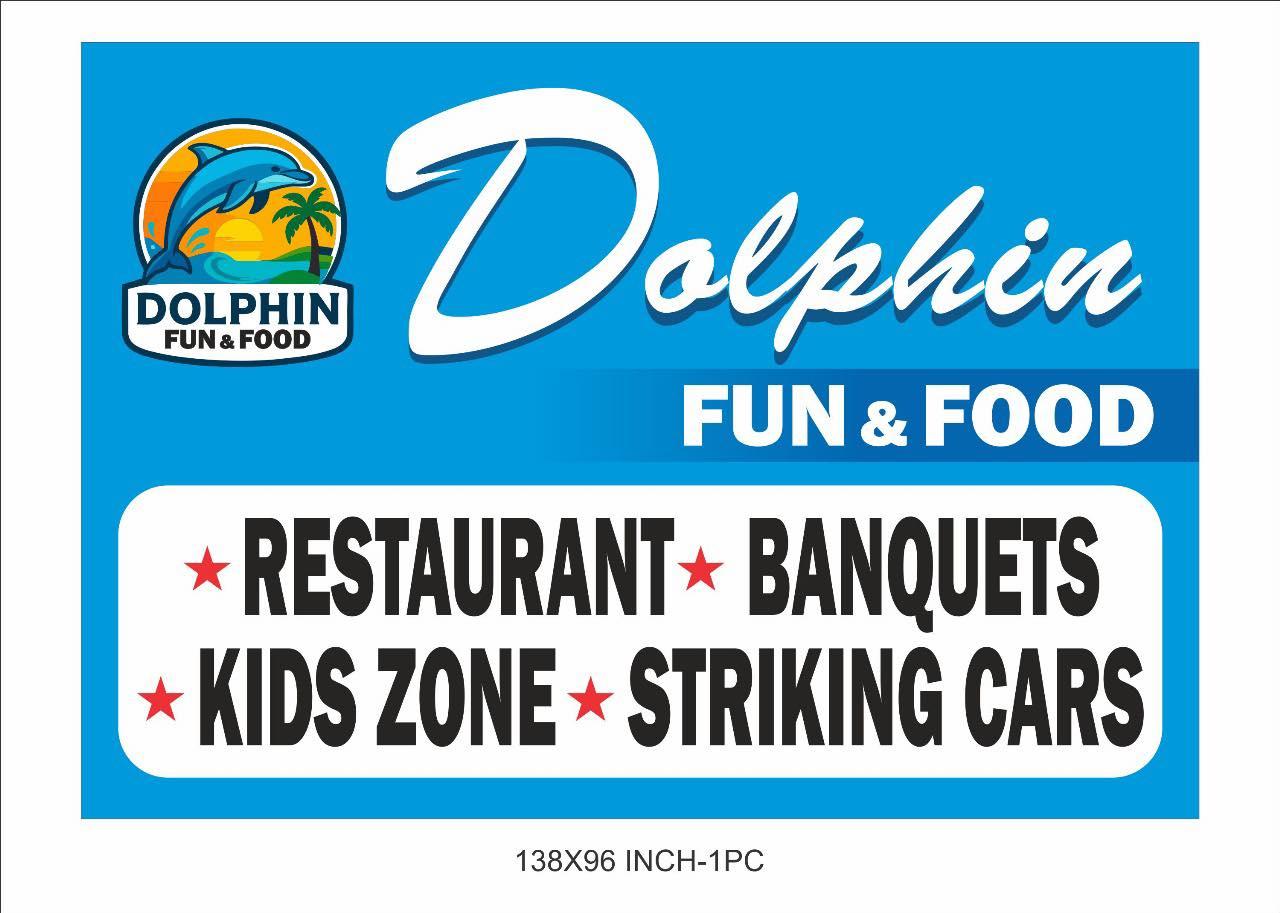 Dolphin
DOLPHIN
FUN & FOOD
FUN & FOOD
★ RESTAURANT ★ BANQUETS
★ KIDS ZONE ★ STRIKING CARS
138X96 INCH-1PC